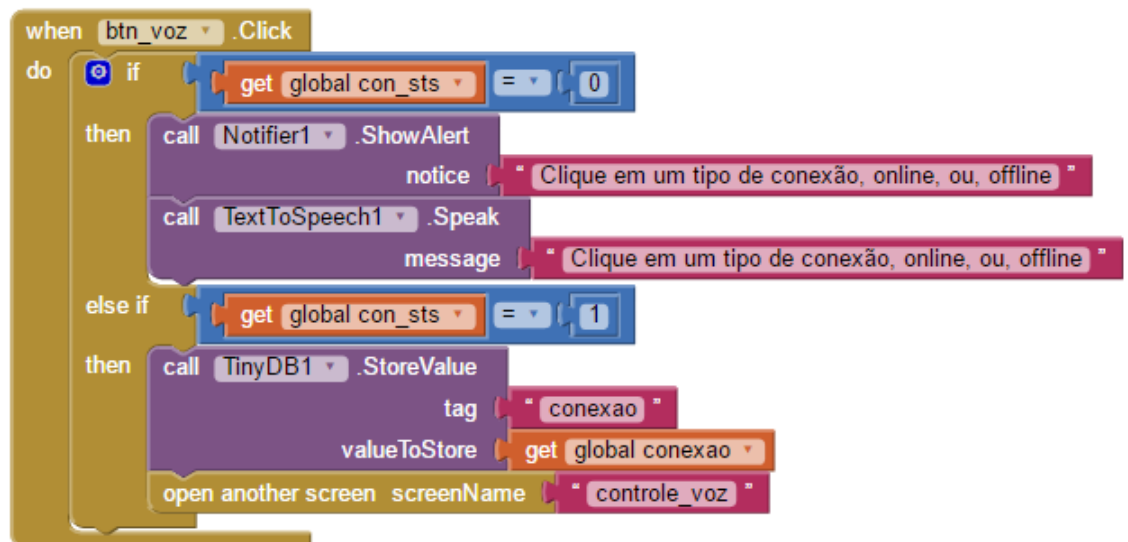 when btn_voz .Click
do if get global con_sts = 0
then call Notifier1 .ShowAlert
notice " Clique em um tipo de conexão, online, ou, offline "
call TextToSpeech1 .Speak
message " Clique em um tipo de conexão, online, ou, offline "
else if get global con_sts = 1
then call TinyDB1 .StoreValue
tag " conexao "
valueToStore get global conexao
open another screen screenName " controle_voz "